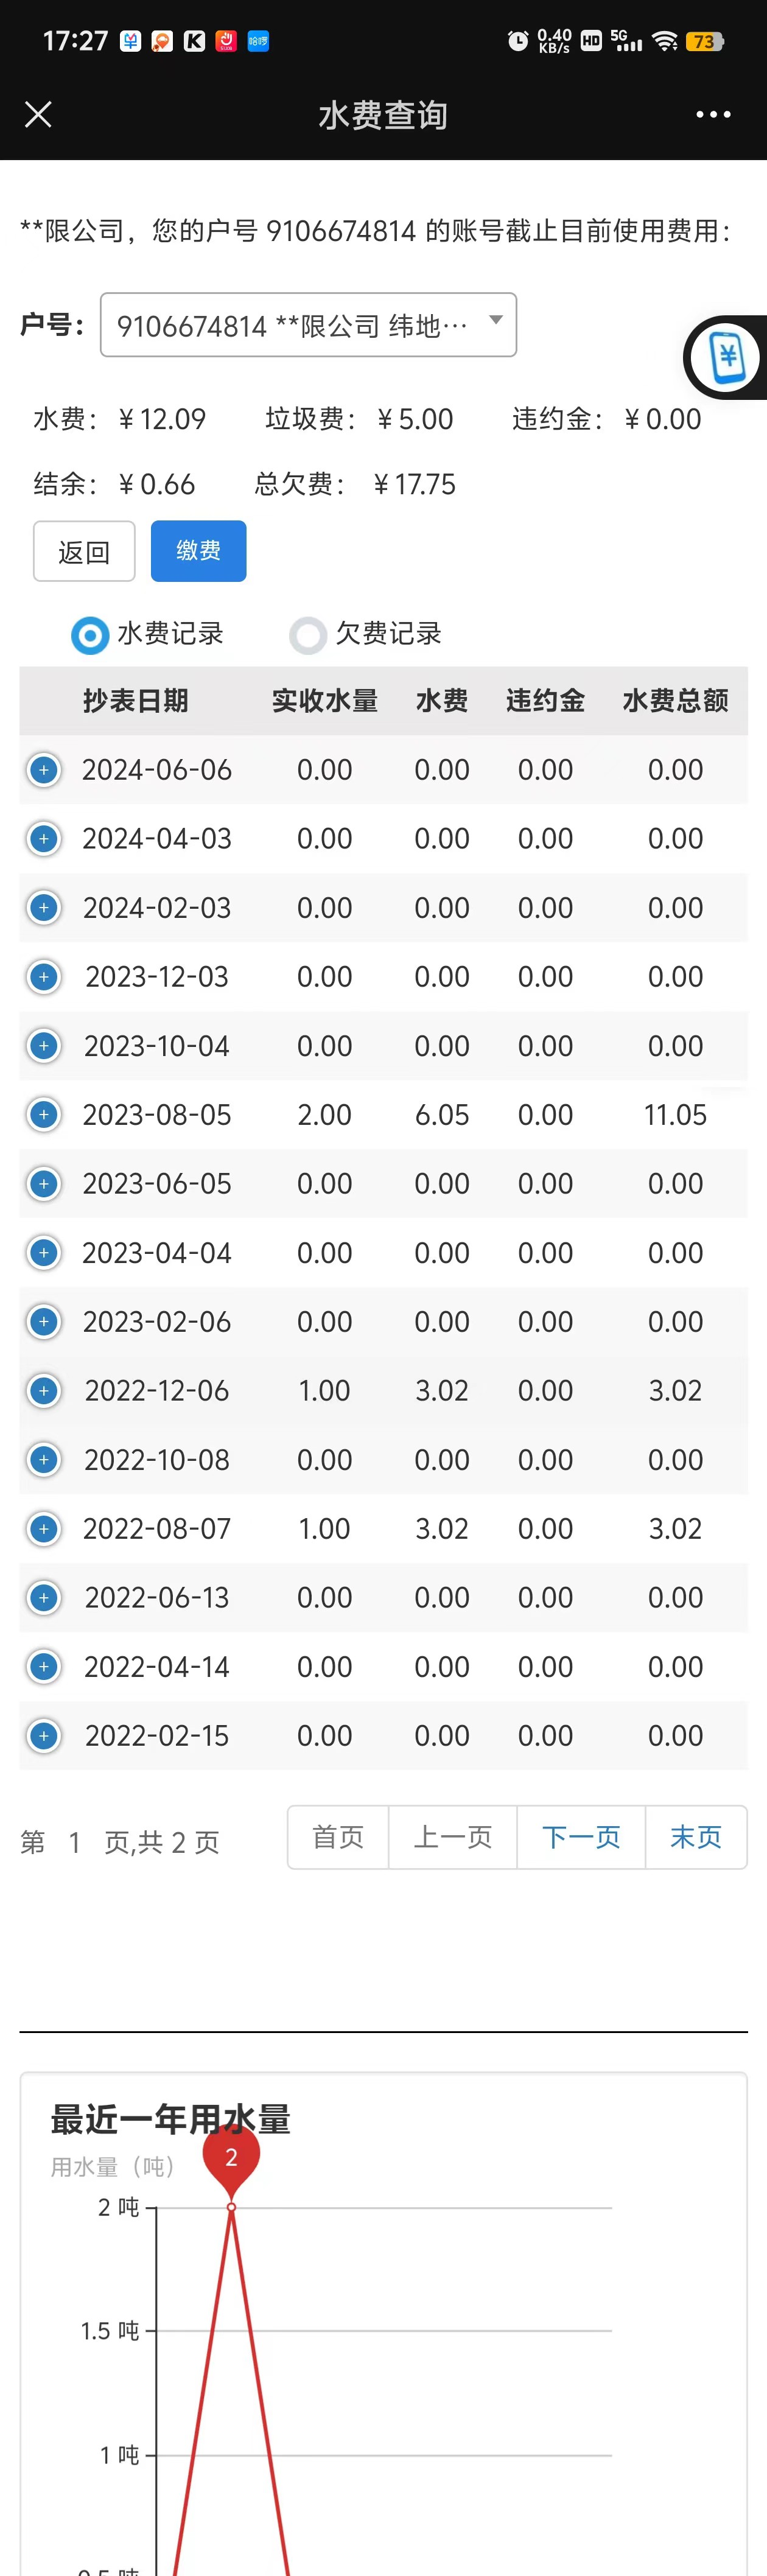 17:27 K 哈啰 0.40 KB/s HD 5G 73
水费查询
**限公司，您的户号 9106674814 的账号截止目前使用费用：
户号： 9106674814 **限公司 纬地…
水费： ￥12.09 垃圾费： ￥5.00 违约金： ￥0.00
结余： ￥0.66 总欠费： ￥17.75
返回 缴费
水费记录 欠费记录
抄表日期 实收水量 水费 违约金 水费总额
2024-06-06 0.00 0.00 0.00 0.00
2024-04-03 0.00 0.00 0.00 0.00
2024-02-03 0.00 0.00 0.00 0.00
2023-12-03 0.00 0.00 0.00 0.00
2023-10-04 0.00 0.00 0.00 0.00
2023-08-05 2.00 6.05 0.00 11.05
2023-06-05 0.00 0.00 0.00 0.00
2023-04-04 0.00 0.00 0.00 0.00
2023-02-06 0.00 0.00 0.00 0.00
2022-12-06 1.00 3.02 0.00 3.02
2022-10-08 0.00 0.00 0.00 0.00
2022-08-07 1.00 3.02 0.00 3.02
2022-06-13 0.00 0.00 0.00 0.00
2022-04-14 0.00 0.00 0.00 0.00
2022-02-15 0.00 0.00 0.00 0.00
第 1 页,共 2 页 首页 上一页 下一页 末页
最近一年用水量
用水量（吨） 2
2 吨
1.5 吨
1 吨
0.5 吨